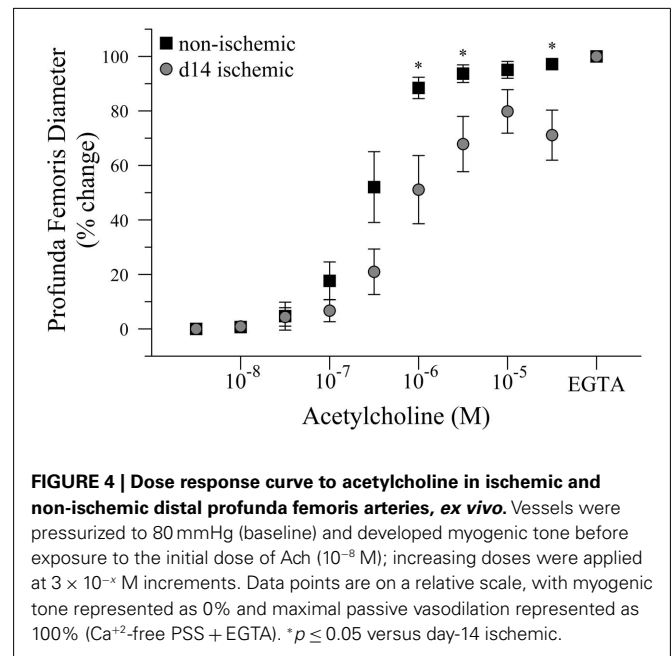 non-ischemic
d14 ischemic
Profunda Femoris Diameter
(% change)
100
80
60
40
20
0
* * *
10⁻⁸ 10⁻⁷ 10⁻⁶ 10⁻⁵ EGTA
Acetylcholine (M)
FIGURE 4 | Dose response curve to acetylcholine in ischemic and
non-ischemic distal profunda femoris arteries, ex vivo. Vessels were
pressurized to 80 mmHg (baseline) and developed myogenic tone before
exposure to the initial dose of Ach (10⁻⁸ M); increasing doses were applied
at 3 × 10⁻ˣ M increments. Data points are on a relative scale, with myogenic
tone represented as 0% and maximal passive vasodilation represented as
100% (Ca⁺²-free PSS + EGTA). *p ≤ 0.05 versus day-14 ischemic.